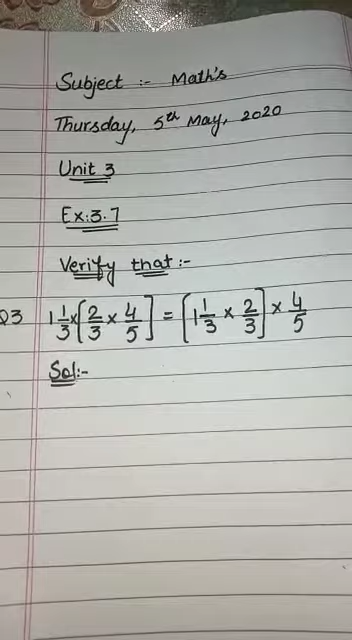 Subject :- Math's
Thursday, 5th May, 2020
Unit 3
Ex:3.7
Verify that :-
Q3 1 1/3 × [2/3 × 4/5] = [1 1/3 × 2/3] × 4/5
Sol:-